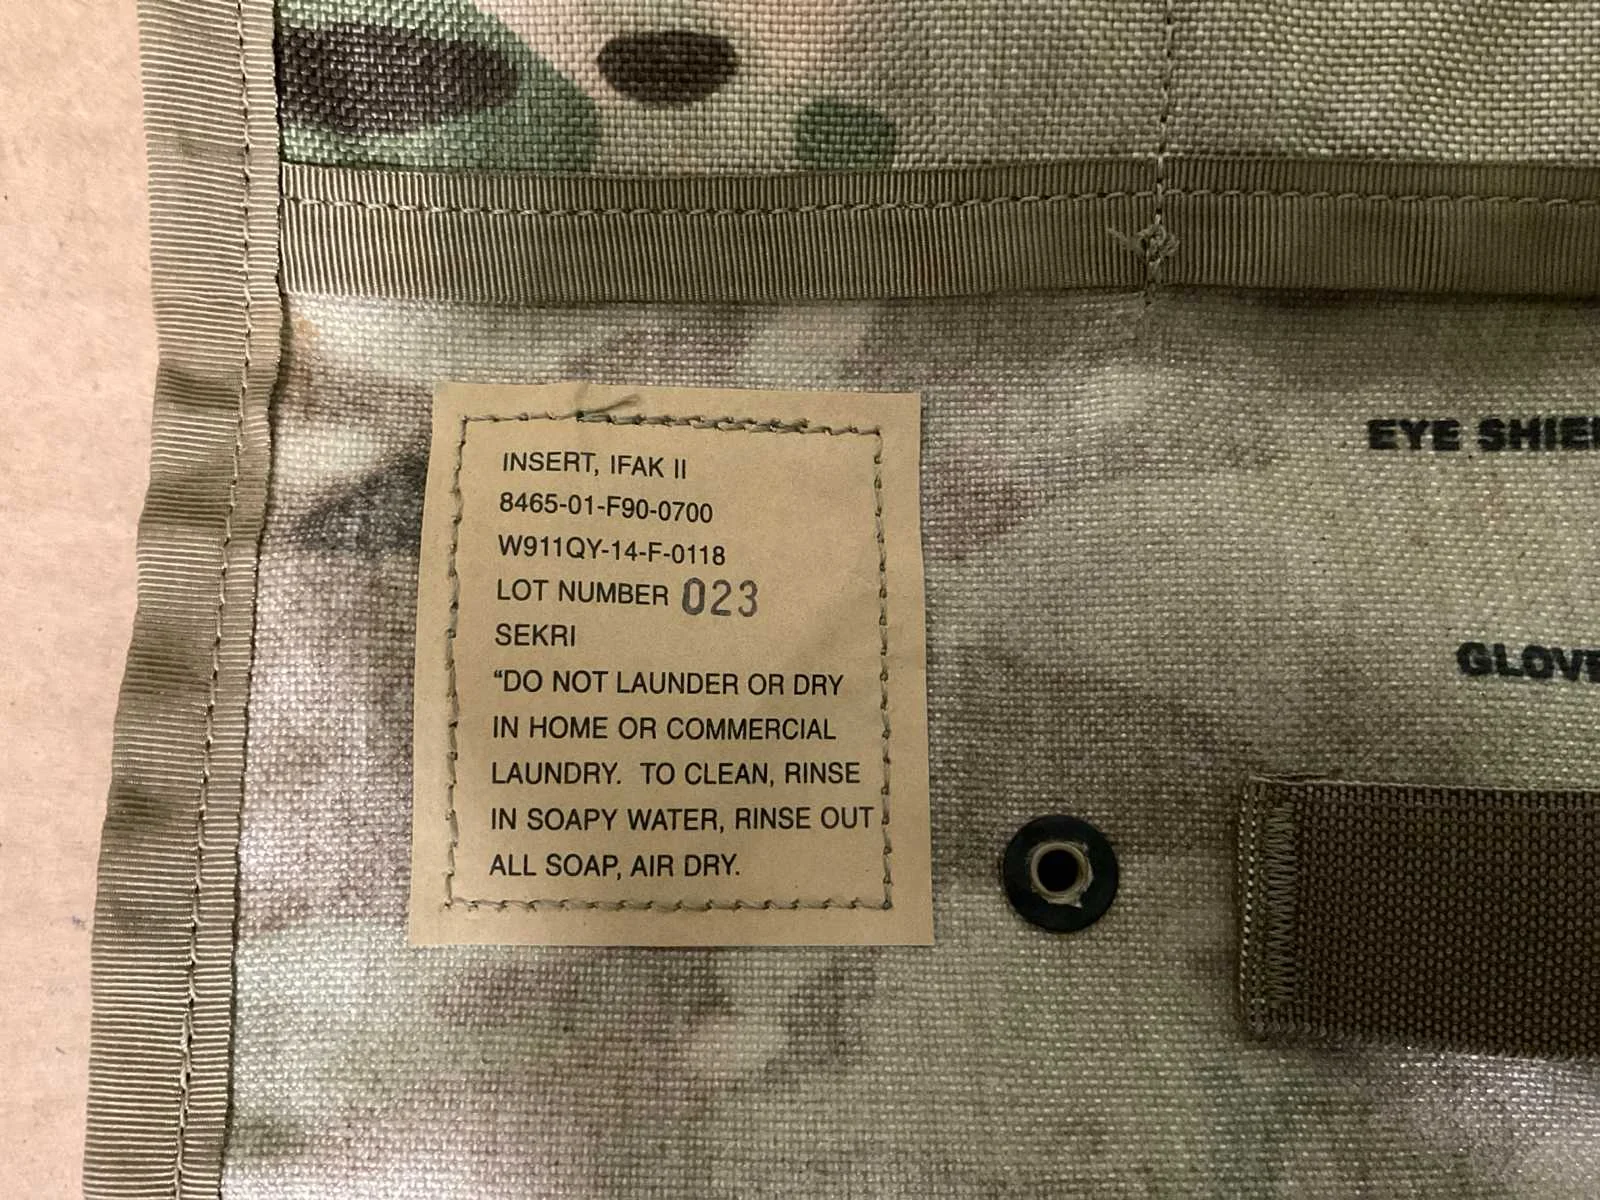 INSERT, IFAK II
8465-01-F90-0700
W911QY-14-F-0118
LOT NUMBER 023
SEKRI
“DO NOT LAUNDER OR DRY
IN HOME OR COMMERCIAL
LAUNDRY. TO CLEAN, RINSE
IN SOAPY WATER, RINSE OUT
ALL SOAP, AIR DRY.
EYE